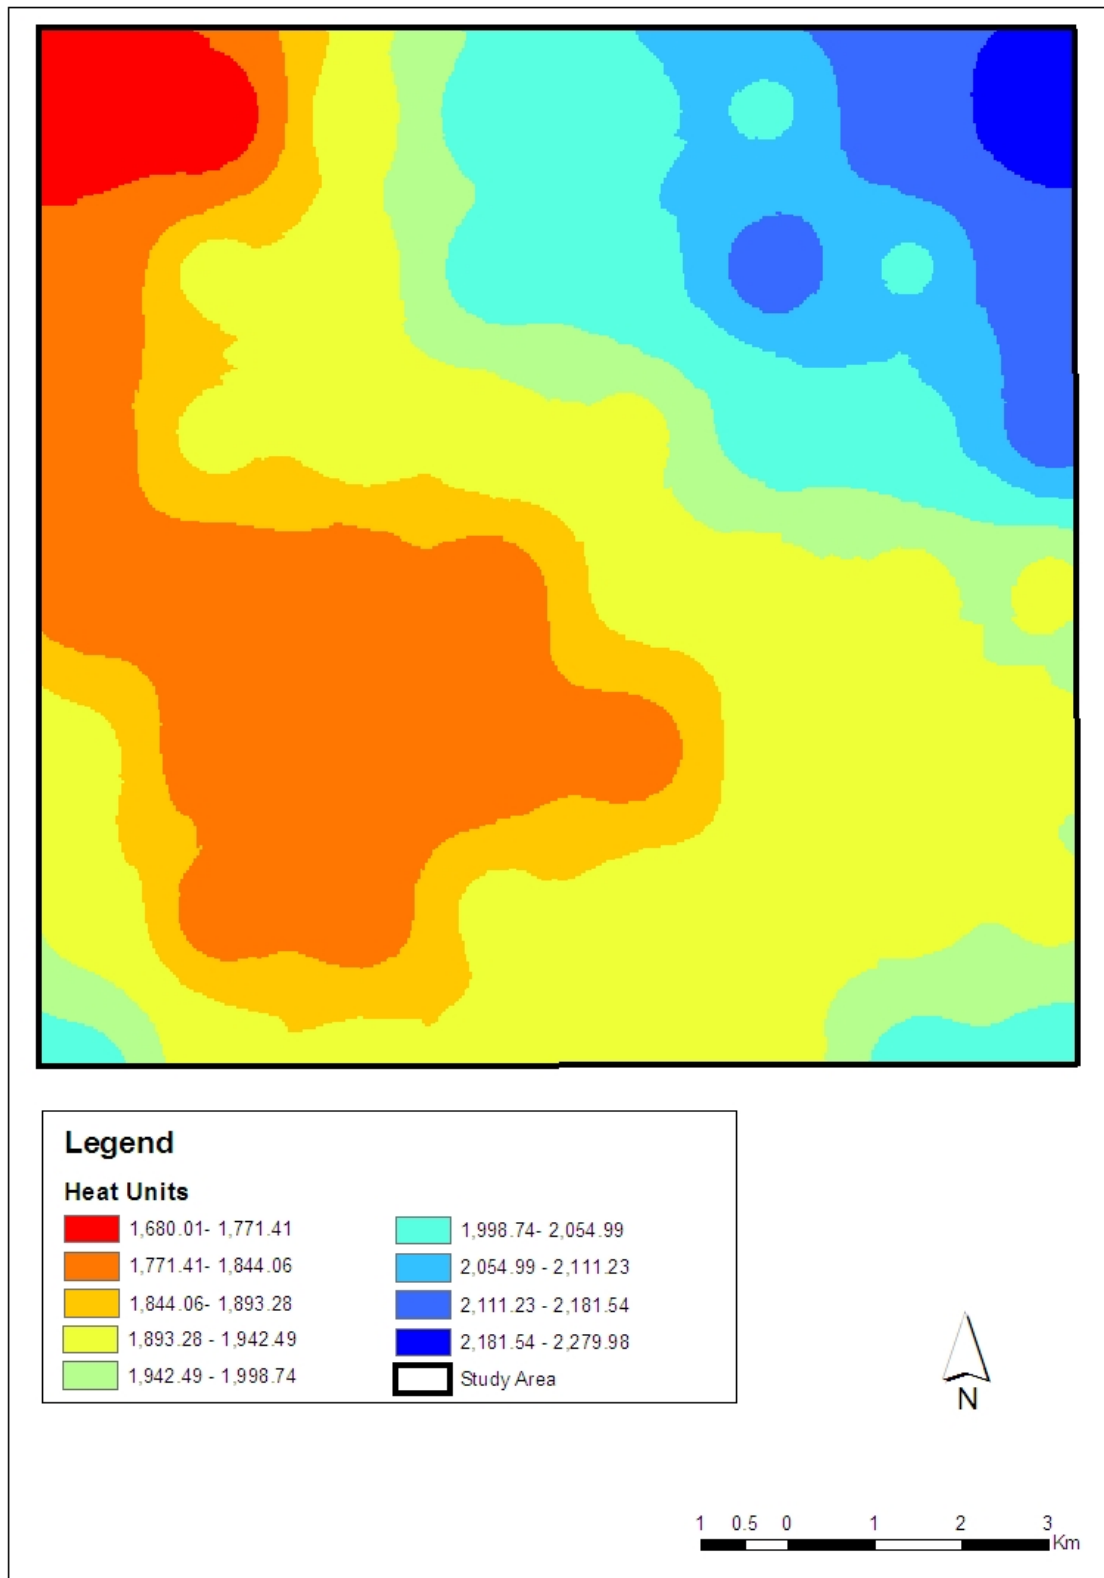 Legend
Heat Units
1,680.01- 1,771.41
1,771.41- 1,844.06
1,844.06- 1,893.28
1,893.28 - 1,942.49
1,942.49 - 1,998.74
1,998.74- 2,054.99
2,054.99 - 2,111.23
2,111.23 - 2,181.54
2,181.54 - 2,279.98
Study Area
N
1 0.5 0 1 2 3
Km